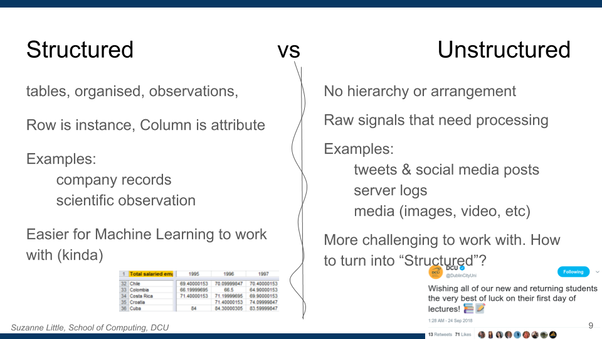 Structured
vs
Unstructured
tables, organised, observations,
Row is instance, Column is attribute
Examples:
company records
scientific observation
Easier for Machine Learning to work
with (kinda)
No hierarchy or arrangement
Raw signals that need processing
Examples:
tweets & social media posts
server logs
media (images, video, etc)
More challenging to work with. How
to turn into “Structured”?
1 Total salaried em 1995 1996 1997
32 Chile 69.40000153 70.09999847 70.40000153
33 Colombia 66.19999695 66.5 64.90000153
34 Costa Rica 71.40000153 71.19999695 69.90000153
35 Croatia 71.40000153 74.69999847
36 Cuba 84 84.30000305 83.59999847
DCU
@DublinCityUni
Following
Wishing all of our new and returning students
the very best of luck on their first day of
lectures!
1:28 AM - 24 Sep 2018
13 Retweets 71 Likes
Suzanne Little, School of Computing, DCU
9